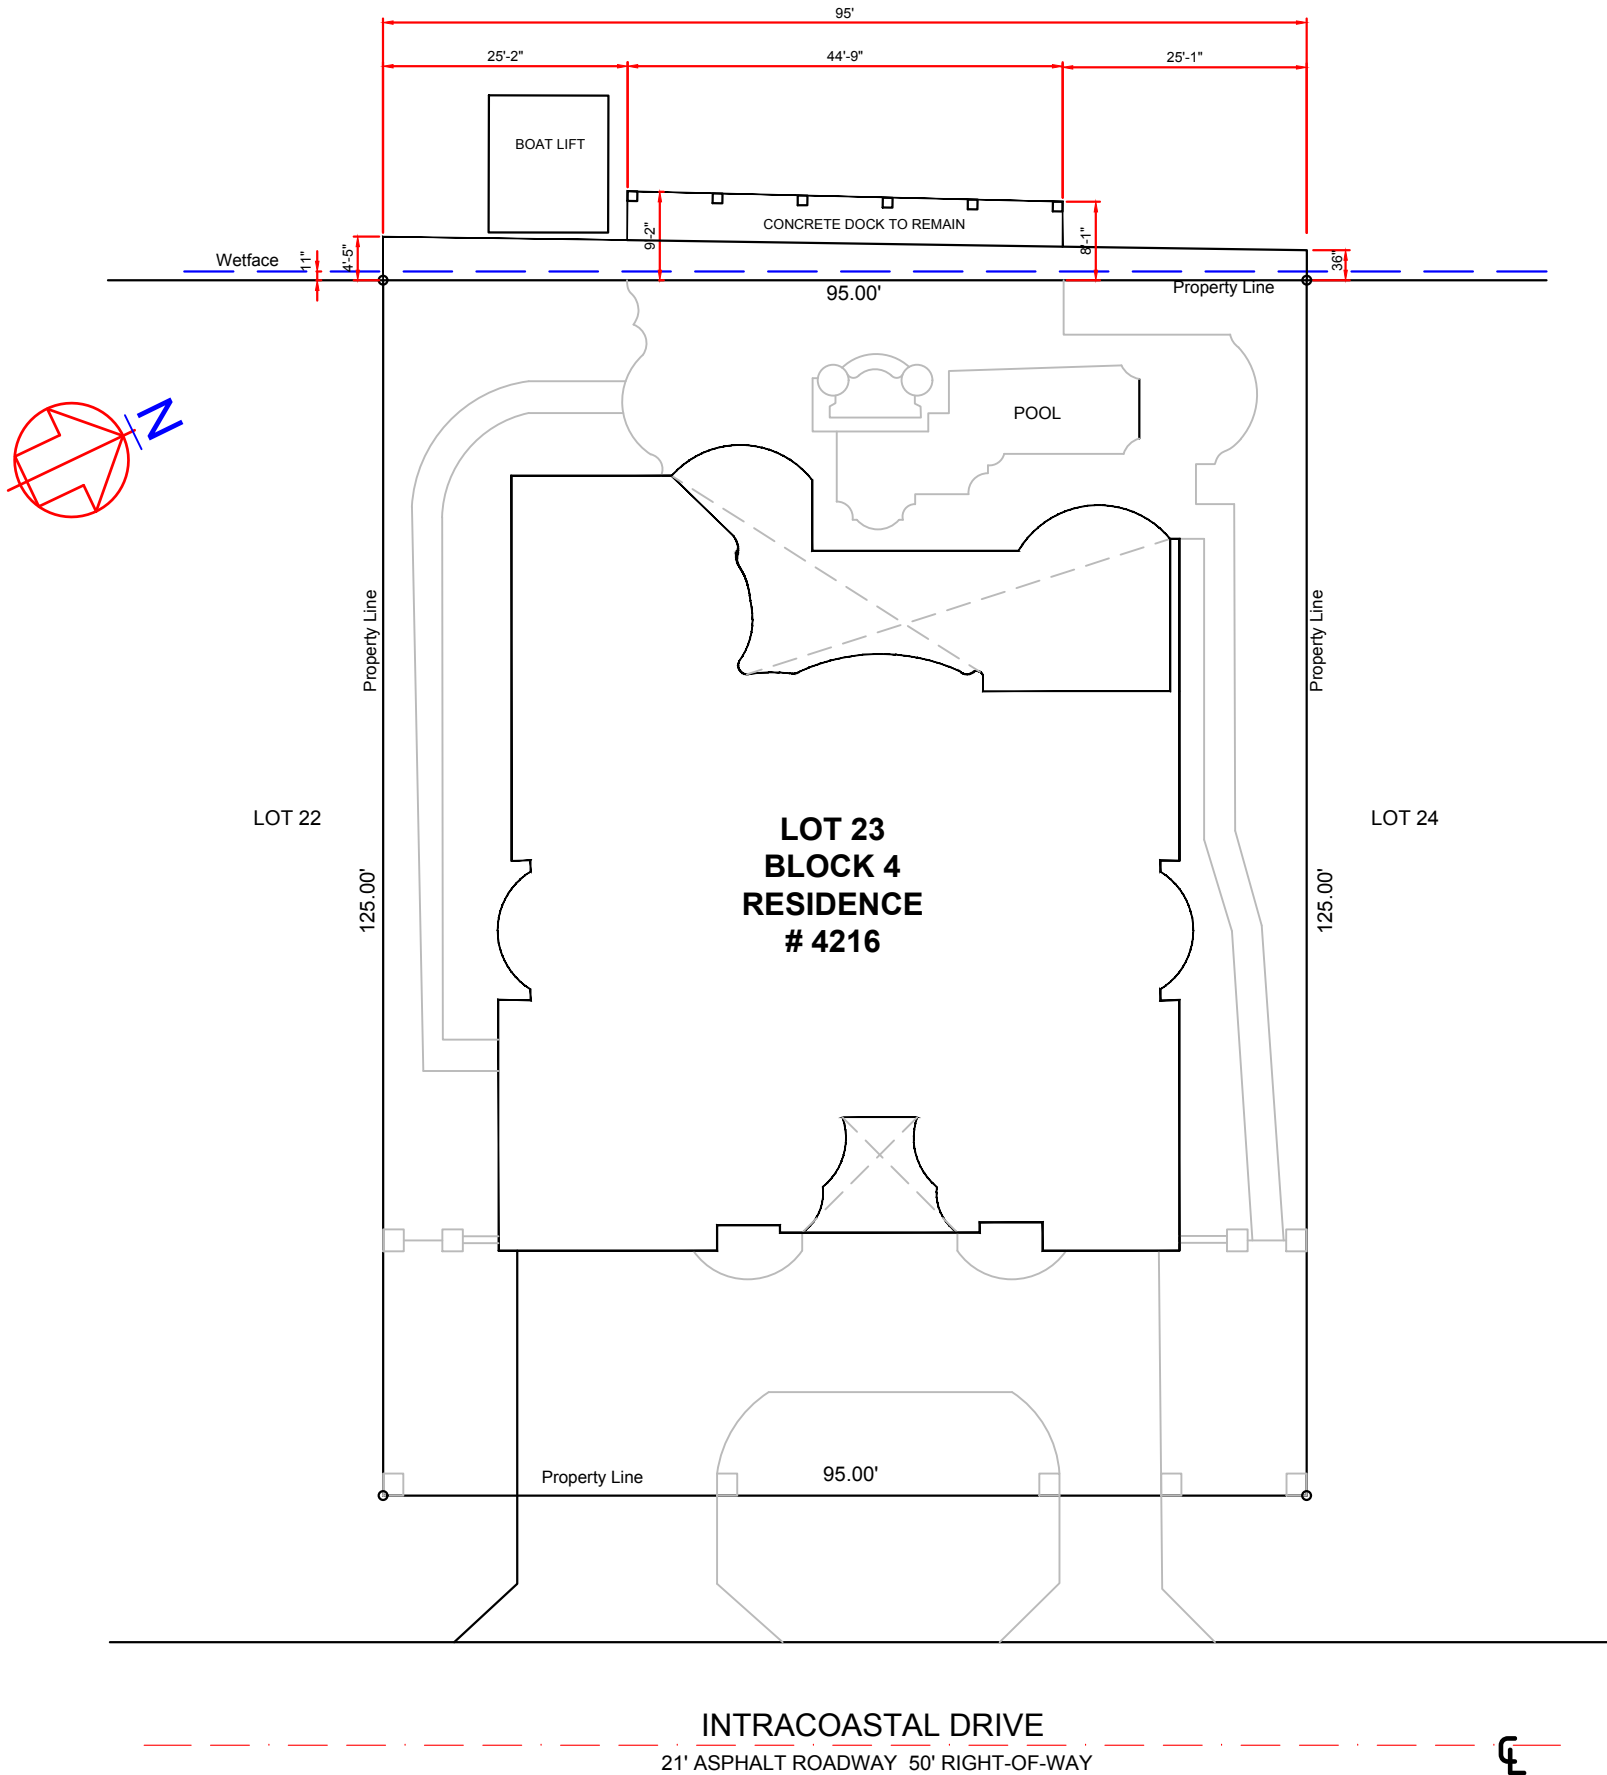 95'
25'-2"
44'-9"
25'-1"
BOAT LIFT
CONCRETE DOCK TO REMAIN
9'-2"
8'-1"
Wetface
11"
4'-5"
36"
95.00'
Property Line
N
POOL
Property Line
Property Line
LOT 22
LOT 23
BLOCK 4
RESIDENCE
# 4216
LOT 24
125.00'
125.00'
Property Line
95.00'
INTRACOASTAL DRIVE
21' ASPHALT ROADWAY 50' RIGHT-OF-WAY
CL